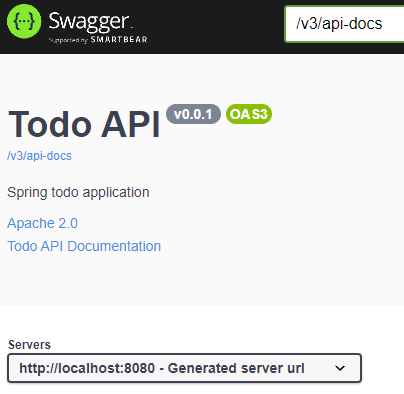 Swagger.
Supported by SMARTBEAR
/v3/api-docs
Todo API v0.0.1 OAS3
/v3/api-docs
Spring todo application
Apache 2.0
Todo API Documentation
Servers
http://localhost:8080 - Generated server url